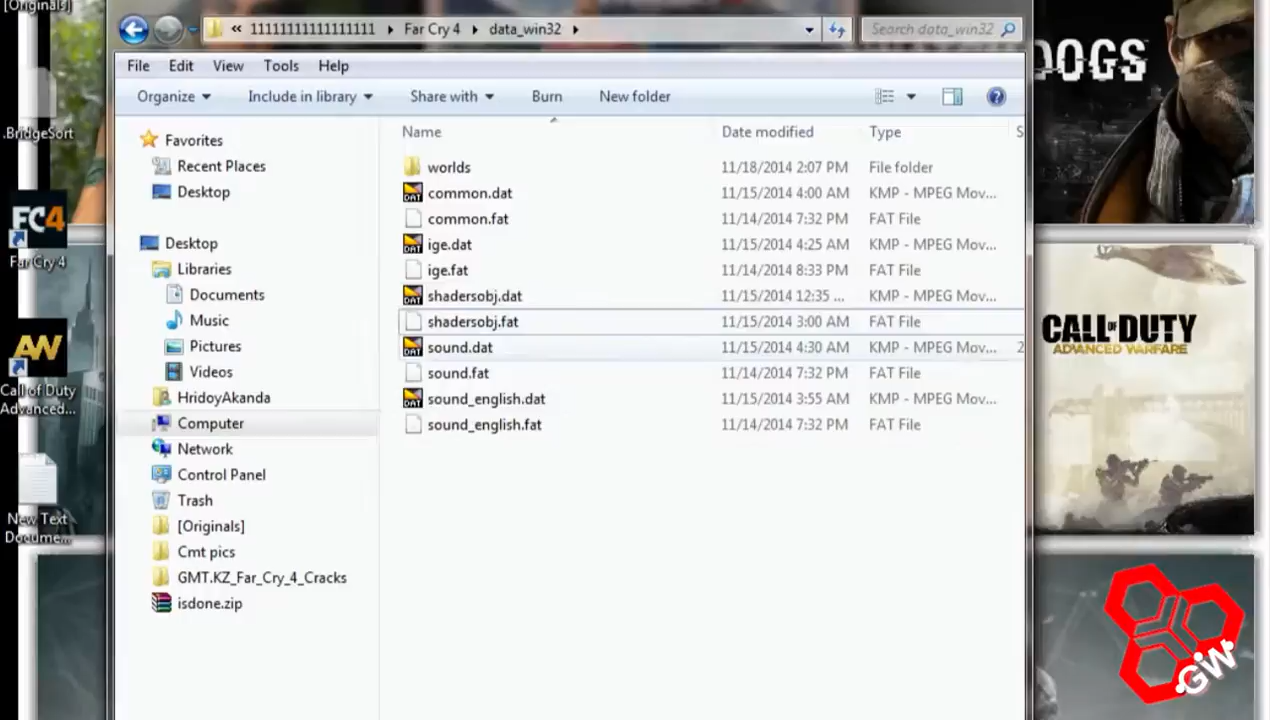 [Originals]
« 11111111111111111 Far Cry 4 data_win32 Search data_win32
File Edit View Tools Help
Organize Include in library Share with Burn New folder
Name Date modified Type S
worlds 11/18/2014 2:07 PM File folder
common.dat 11/15/2014 4:00 AM KMP - MPEG Mov...
common.fat 11/14/2014 7:32 PM FAT File
ige.dat 11/15/2014 4:25 AM KMP - MPEG Mov...
ige.fat 11/14/2014 8:33 PM FAT File
shadersobj.dat 11/15/2014 12:35 ... KMP - MPEG Mov...
shadersobj.fat 11/15/2014 3:00 AM FAT File
sound.dat 11/15/2014 4:30 AM KMP - MPEG Mov... 2
sound.fat 11/14/2014 7:32 PM FAT File
sound_english.dat 11/15/2014 3:55 AM KMP - MPEG Mov...
sound_english.fat 11/14/2014 7:32 PM FAT File
Favorites
Recent Places
Desktop
Desktop
Libraries
Documents
Music
Pictures
Videos
HridoyAkanda
Computer
Network
Control Panel
Trash
[Originals]
Cmt pics
GMT.KZ_Far_Cry_4_Cracks
isdone.zip
.BridgeSort
FC4
Far Cry 4
AW
Call of Duty
Advanced...
New Text
Docume...
DAT
DAT
DAT
DAT
DAT
DOGS
CALL OF DUTY
ADVANCED WARFARE
.GW